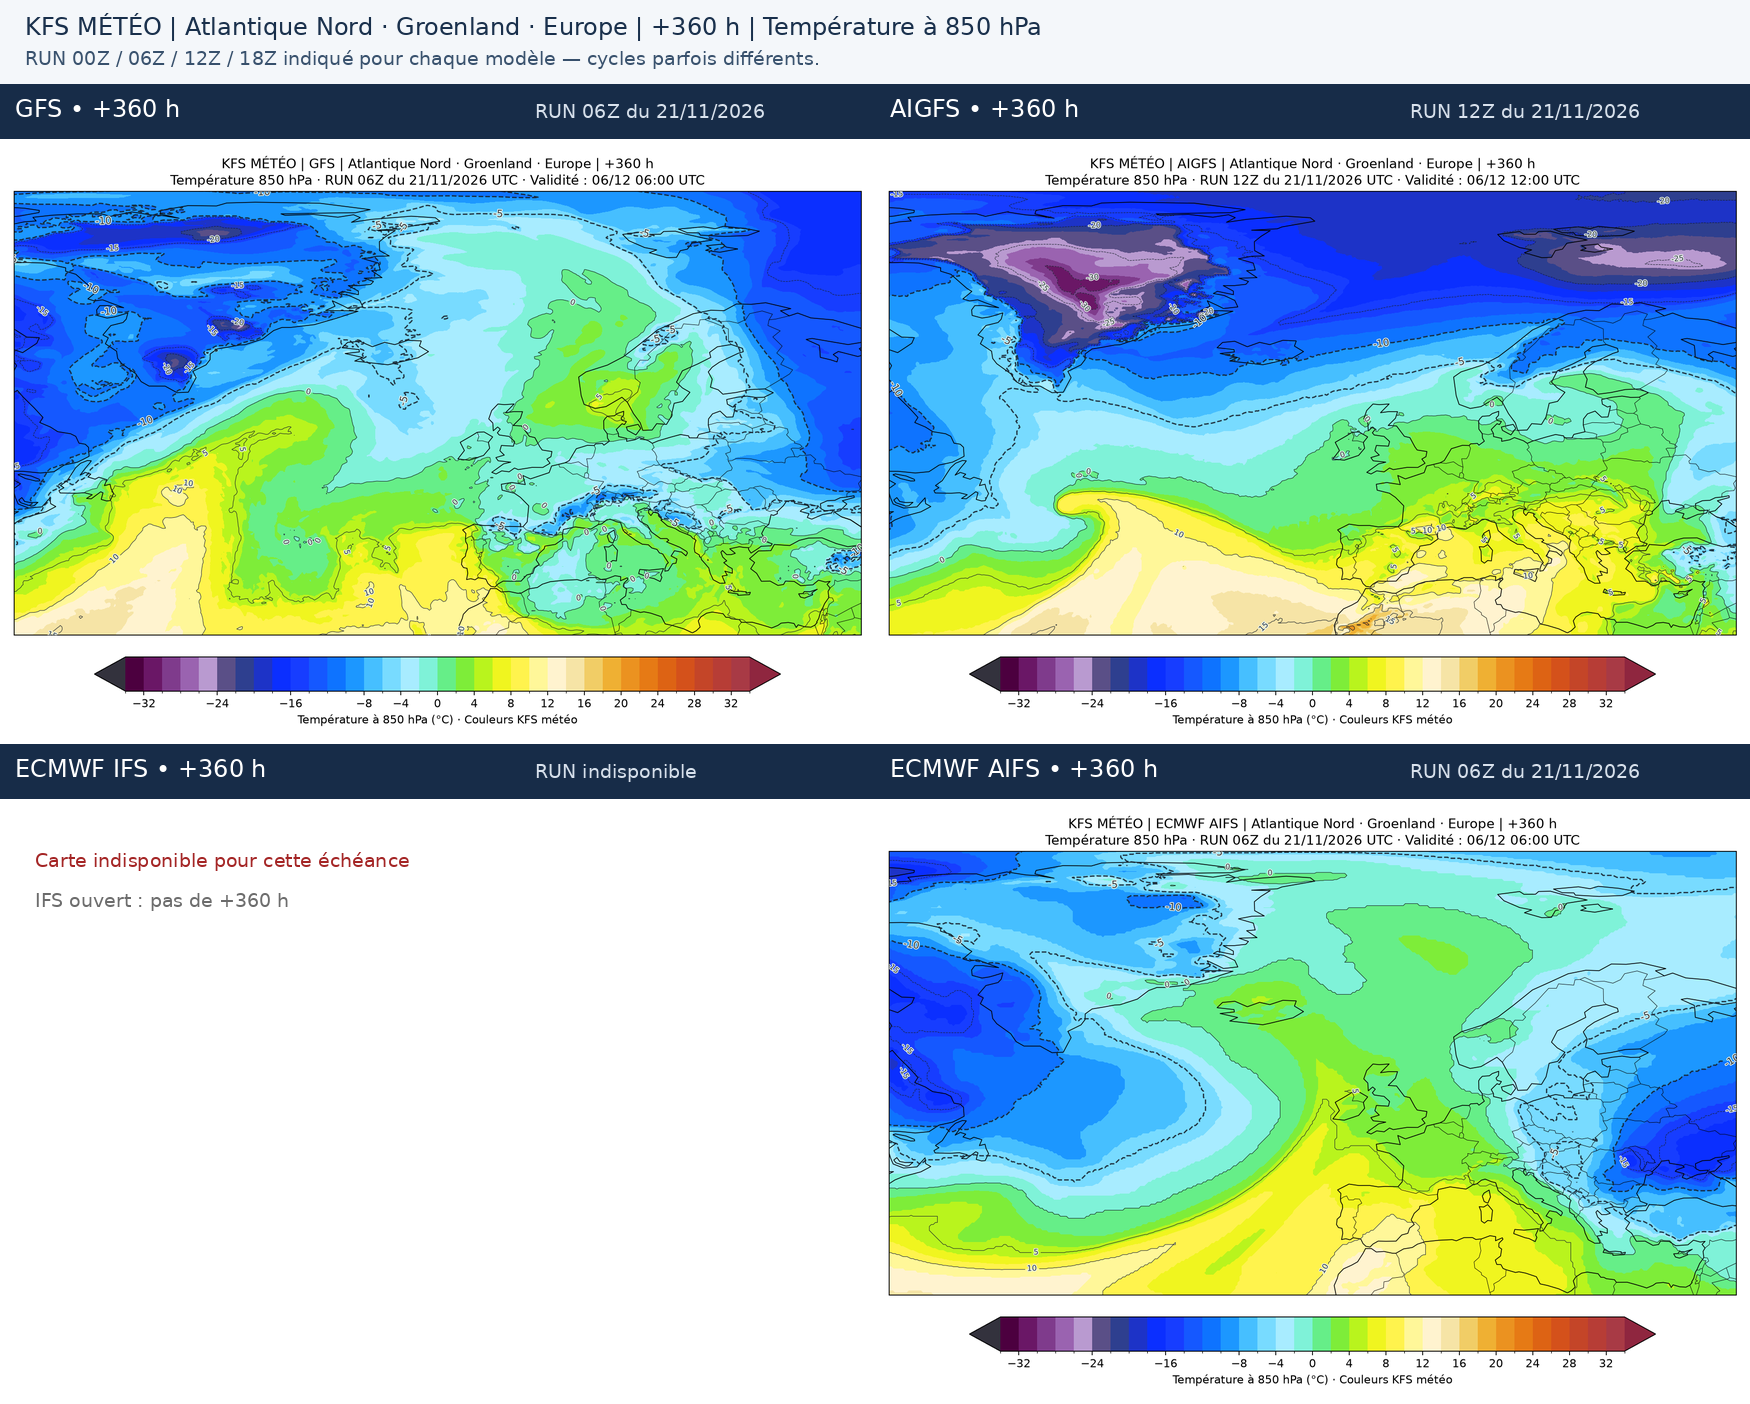 KFS MÉTÉO | Atlantique Nord · Groenland · Europe | +360 h | Température à 850 hPa
RUN 00Z / 06Z / 12Z / 18Z indiqué pour chaque modèle — cycles parfois différents.
GFS • +360 h
RUN 06Z du 21/11/2026
KFS MÉTÉO | GFS | Atlantique Nord · Groenland · Europe | +360 h
Température 850 hPa · RUN 06Z du 21/11/2026 UTC · Validité : 06/12 06:00 UTC
−32 −24 −16 −8 −4 0 4 8 12 16 20 24 28 32
Température à 850 hPa (°C) · Couleurs KFS météo
AIGFS • +360 h
RUN 12Z du 21/11/2026
KFS MÉTÉO | AIGFS | Atlantique Nord · Groenland · Europe | +360 h
Température 850 hPa · RUN 12Z du 21/11/2026 UTC · Validité : 06/12 12:00 UTC
−32 −24 −16 −8 −4 0 4 8 12 16 20 24 28 32
Température à 850 hPa (°C) · Couleurs KFS météo
ECMWF IFS • +360 h
RUN indisponible
Carte indisponible pour cette échéance
IFS ouvert : pas de +360 h
ECMWF AIFS • +360 h
RUN 06Z du 21/11/2026
KFS MÉTÉO | ECMWF AIFS | Atlantique Nord · Groenland · Europe | +360 h
Température 850 hPa · RUN 06Z du 21/11/2026 UTC · Validité : 06/12 06:00 UTC
−32 −24 −16 −8 −4 0 4 8 12 16 20 24 28 32
Température à 850 hPa (°C) · Couleurs KFS météo